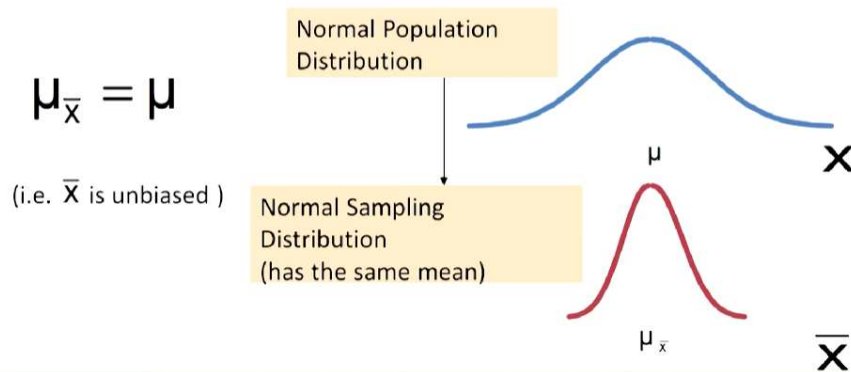 Normal Population
Distribution
μx̅ = μ
(i.e. x̅ is unbiased )
μ
x
Normal Sampling
Distribution
(has the same mean)
μx̅
x̅